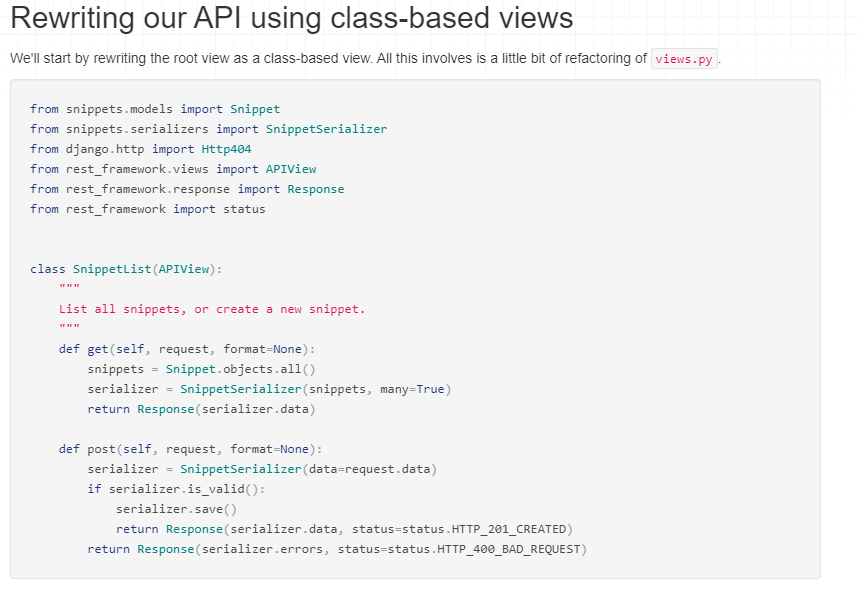 Rewriting our API using class-based views
We'll start by rewriting the root view as a class-based view. All this involves is a little bit of refactoring of views.py.
from snippets.models import Snippet
from snippets.serializers import SnippetSerializer
from django.http import Http404
from rest_framework.views import APIView
from rest_framework.response import Response
from rest_framework import status
class SnippetList(APIView):
    """
    List all snippets, or create a new snippet.
    """
    def get(self, request, format=None):
        snippets = Snippet.objects.all()
        serializer = SnippetSerializer(snippets, many=True)
        return Response(serializer.data)
    def post(self, request, format=None):
        serializer = SnippetSerializer(data=request.data)
        if serializer.is_valid():
            serializer.save()
            return Response(serializer.data, status=status.HTTP_201_CREATED)
        return Response(serializer.errors, status=status.HTTP_400_BAD_REQUEST)